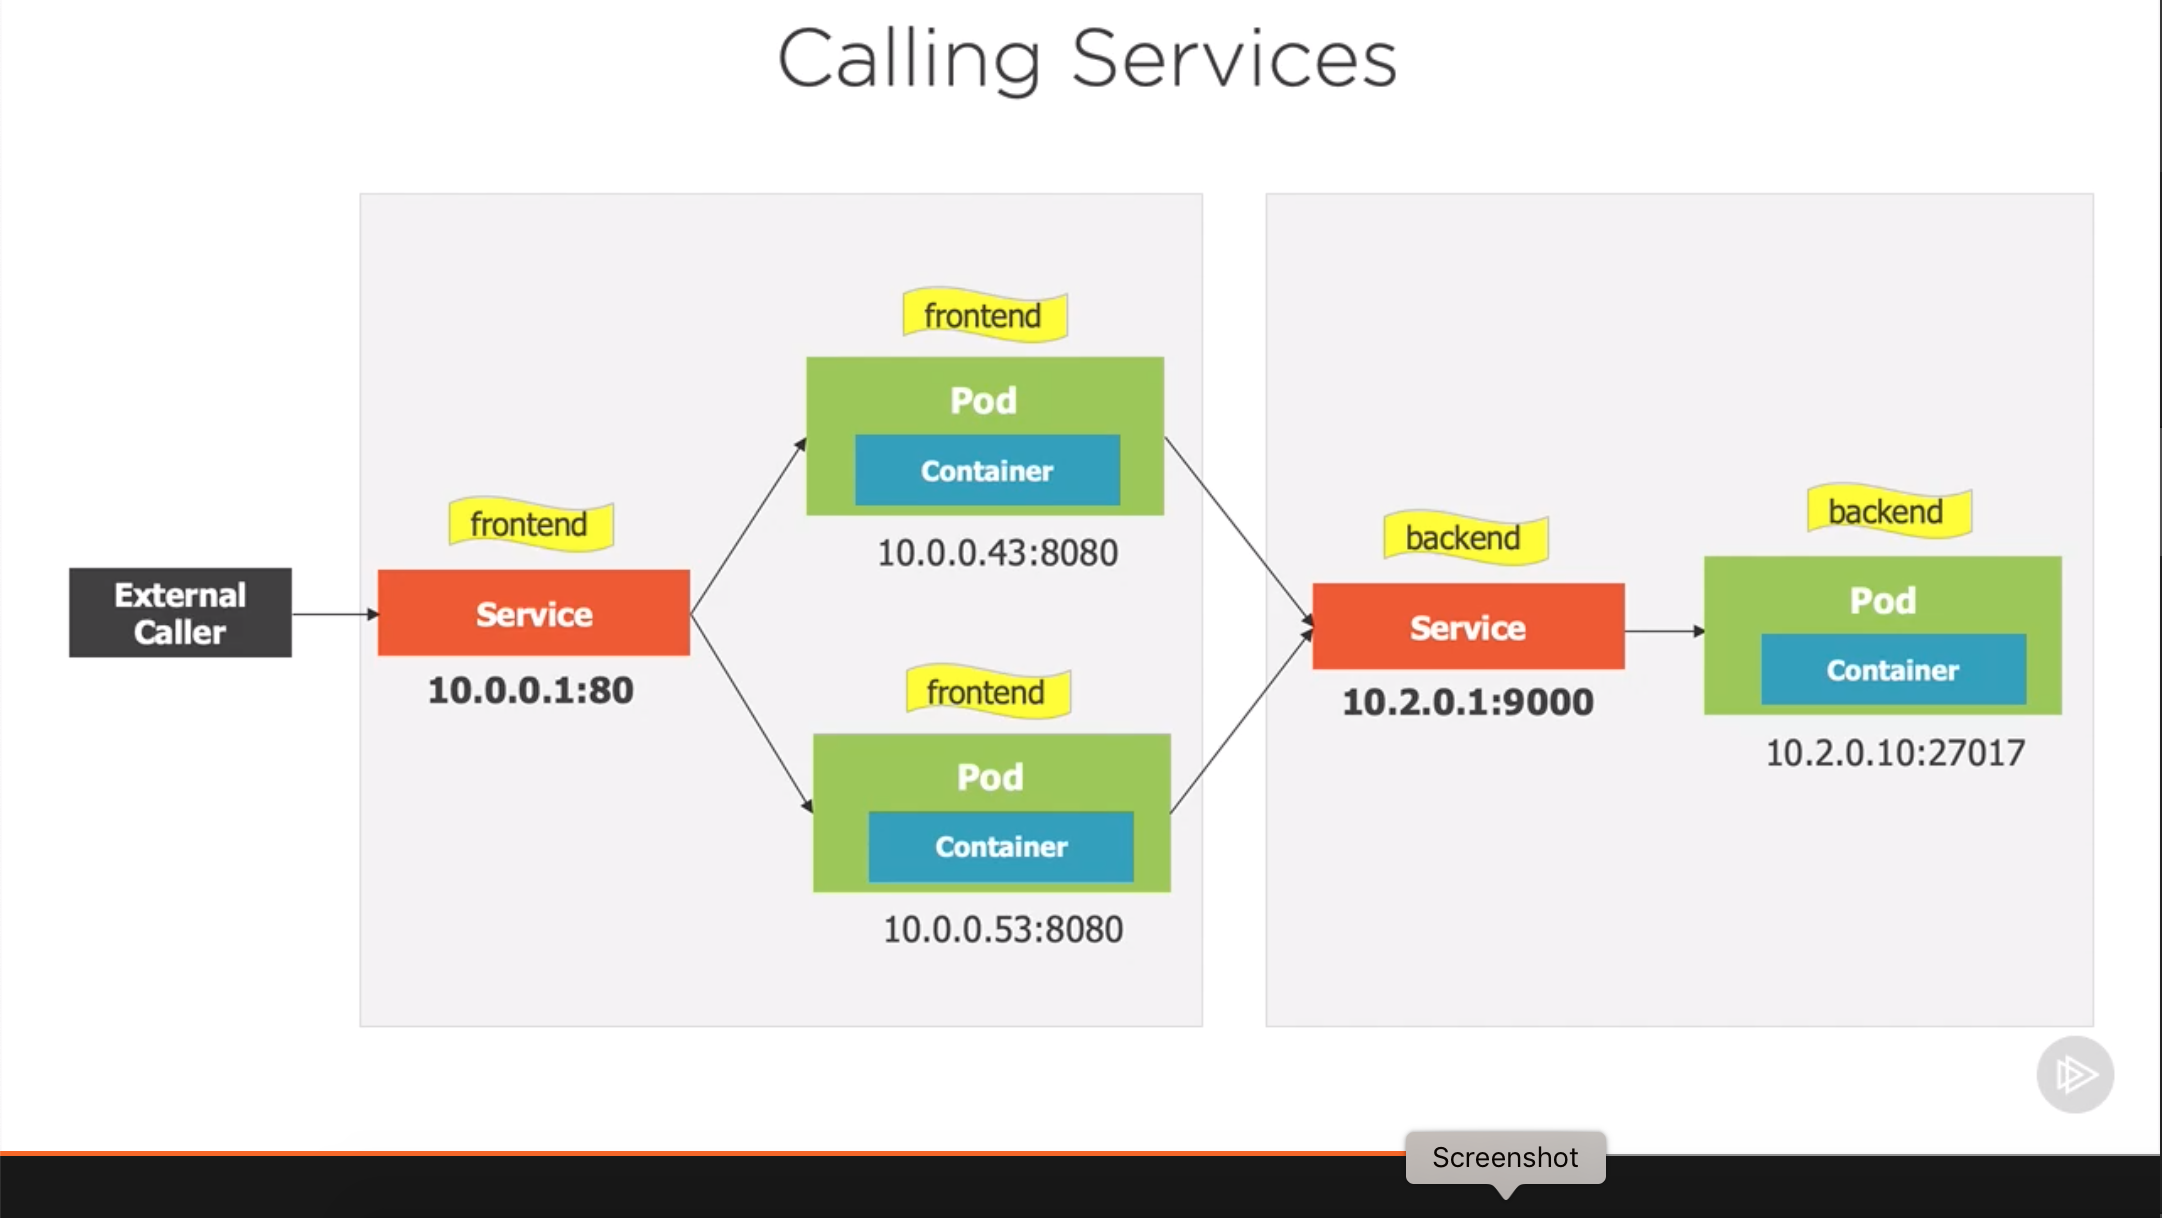 Calling Services
External
Caller
frontend
Service
10.0.0.1:80
frontend
Pod
Container
10.0.0.43:8080
frontend
Pod
Container
10.0.0.53:8080
backend
Service
10.2.0.1:9000
backend
Pod
Container
10.2.0.10:27017
Screenshot